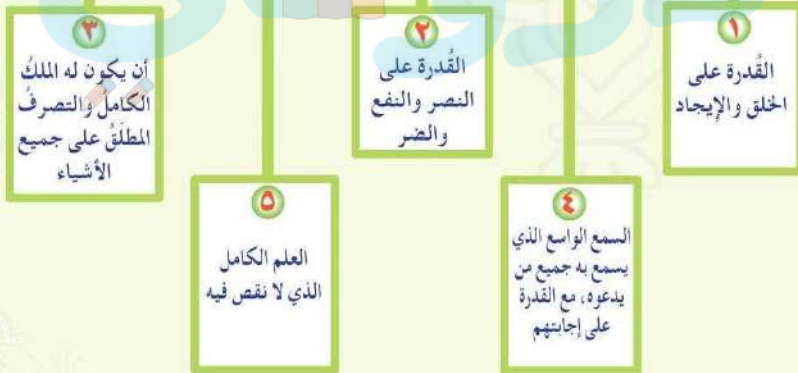 ١
القُدرة على
الخلق والإيجاد
٢
القُدرة على
النصر والنفع
والضر
٣
أن يكون له الملكُ
الكاملُ والتصرفُ
المطلَقُ على جميع
الأشياء
٤
السمع الواسع الذي
يسمع به جميع من
يدعوه، مع القدرة
على إجابتهم
٥
العلم الكامل
الذي لا نقص فيه